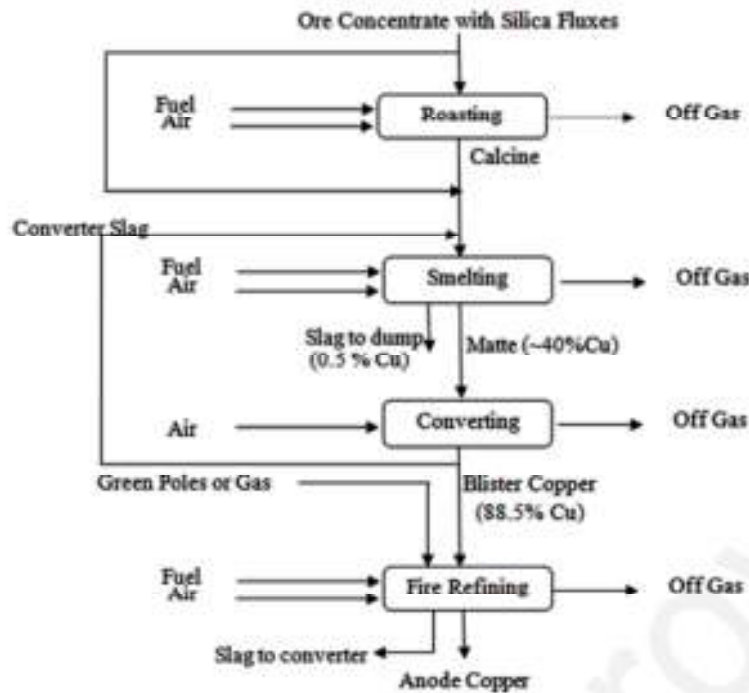 Ore Concentrate with Silica Fluxes
Fuel
Air
Roasting
Off Gas
Calcine
Converter Slag
Fuel
Air
Smelting
Off Gas
Slag to dump
(0.5 % Cu)
Matte (~40%Cu)
Air
Converting
Off Gas
Green Poles or Gas
Blister Copper
(88.5% Cu)
Fuel
Air
Fire Refining
Off Gas
Slag to converter
Anode Copper